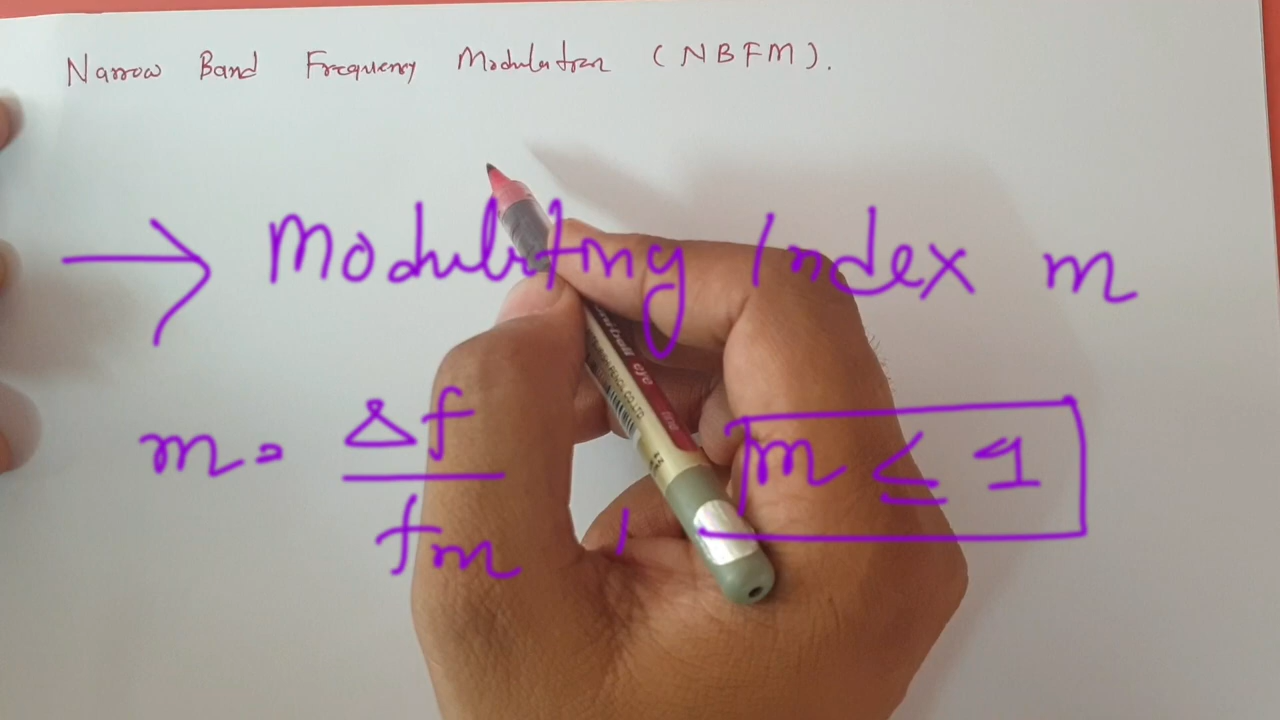 Narrow Band Frequency Modulation (NBFM).
→ Modulating Index m
m = Δf / fm , m ≤ 1